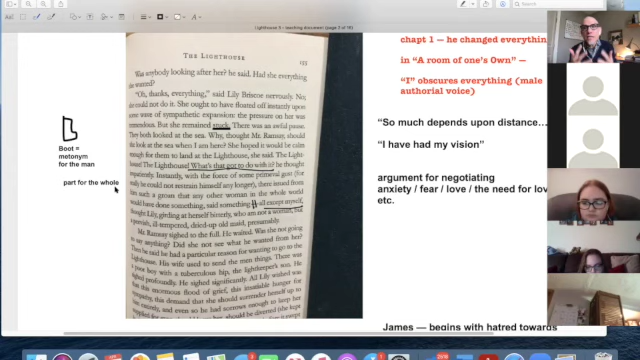 Lighthouse 5 - teaching document (page 3 of 18)
THE LIGHTHOUSE
Was anybody looking after her? he said. Had she everything
she wanted?
"Oh, thanks, everything," said Lily Briscoe nervously. No;
she could not do it. She ought to have floated off instantly upon
some wave of sympathetic expansion: the pressure on her was
tremendous. But she remained stuck. There was an awful pause.
They both looked at the sea. Why, thought Mr. Ramsay, should
she look at the sea when I am here? She hoped it would be calm
enough for them to land at the Lighthouse, she said. The Light-
house! The Lighthouse! What's that got to do with it? he thought
impatiently. Instantly, with the force of some primeval gust (for
really he could not restrain himself any longer), there issued from
him such a groan that any other woman in the whole world
would have done something, said something all except myself,
thought Lily, girding at herself bitterly, who am not a woman, but
a peevish, ill-tempered, dried-up old maid, presumably.
Mr. Ramsay sighed to the full. He waited. Was she not going
to say anything? Did she not see what he wanted from her?
Then he said he had a particular reason for wanting to go to the
Lighthouse. His wife used to send the men things. There was
a poor boy with a tuberculous hip, the lightkeeper's son. He
sighed profoundly. He sighed significantly. All Lily wished was
that this enormous flood of grief, this insatiable hunger for
sympathy, this demand that she should surrender herself up to
him entirely, and even so he had sorrows enough to keep her
supplied for ever, should be diverted (she kept
Boot =
metonym
for the man
part for the whole
chapt 1 – he changed everything
in "A room of one's Own" —
"I" obscures everything (male
authorial voice)
"So much depends upon distance...
"I have had my vision"
argument for negotiating
anxiety / fear / love / the need for
etc.
James — begins with hatred towards